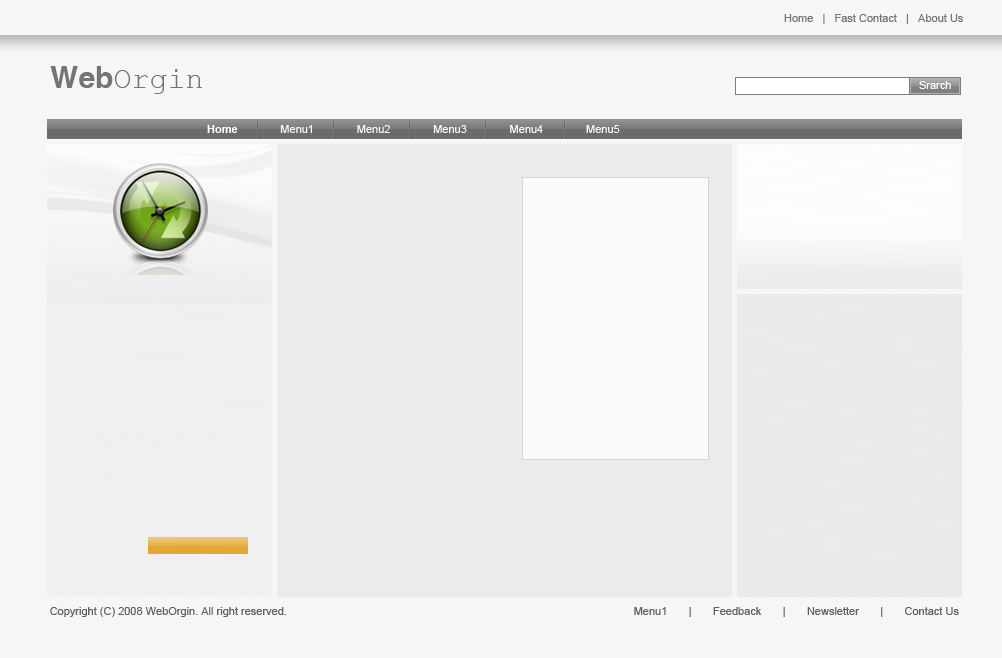 Home | Fast Contact | About Us
WebOrgin
Srarch
Home Menu1 Menu2 Menu3 Menu4 Menu5
Copyright (C) 2008 WebOrgin. All right reserved. Menu1 | Feedback | Newsletter | Contact Us